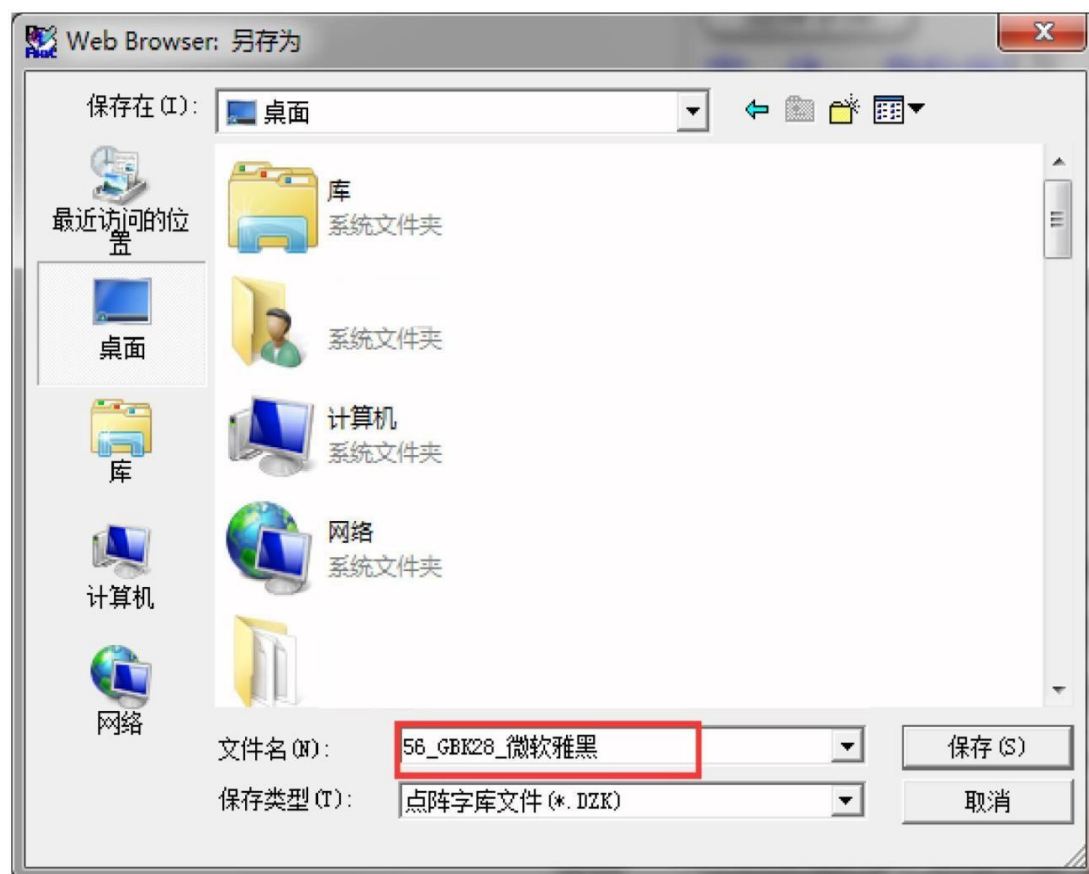 Web Browser: 另存为
保存在(I):
桌面
最近访问的位
置
桌面
库
计算机
网络
库
系统文件夹
系统文件夹
计算机
系统文件夹
网络
系统文件夹
文件名(N):
56_GBK28_微软雅黑
保存(S)
保存类型(T):
点阵字库文件(*.DZK)
取消